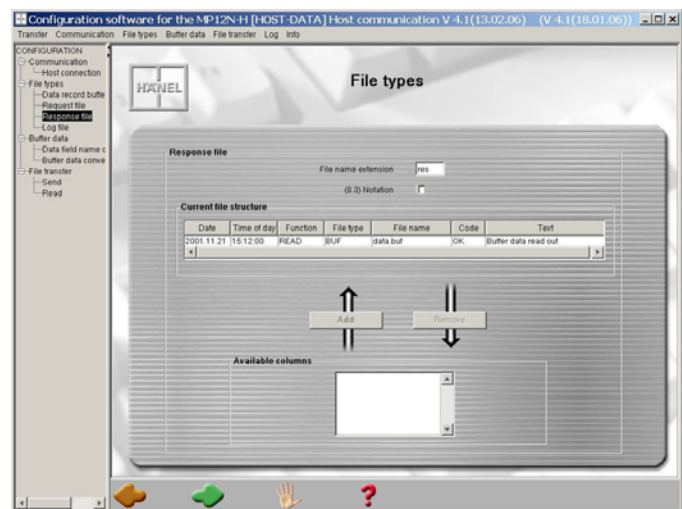 Configuration software for the MP12N-H [HOST-DATA] Host communication V 4.1(13.02.06) (V 4.1(18.01.06))
Transfer Communication File types Buffer data File transfer Log Info
CONFIGURATION
Communication
Host connection
File types
Data record buffe
Request file
Response file
Log file
Buffer data
Data field name c
Buffer data conve
File transfer
Send
Read
HÄNEL
File types
Response file
File name extension res
(8.3) Notation
Current file structure
Date Time of day Function File type File name Code Text
2001.11.21 15:12:00 READ BUF data.buf OK Buffer data read out
Add Remove
Available columns
?